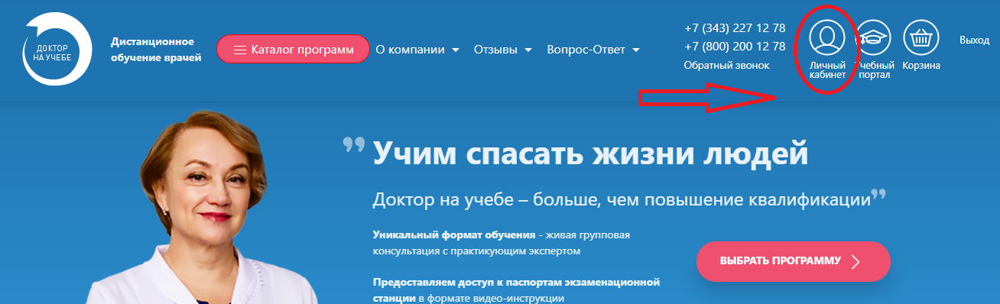 ДОКТОР
НА УЧЕБЕ
Дистанционное
обучение врачей
Каталог программ
О компании
Отзывы
Вопрос-Ответ
+7 (343) 227 12 78
+7 (800) 200 12 78
Обратный звонок
Личный
кабинет
Учебный
портал
Корзина
Выход
” Учим спасать жизни людей
Доктор на учебе – больше, чем повышение квалификации”
Уникальный формат обучения - живая групповая
консультация с практикующим экспертом
ВЫБРАТЬ ПРОГРАММУ
Предоставляем доступ к паспортам экзаменационной
станции в формате видео-инструкции